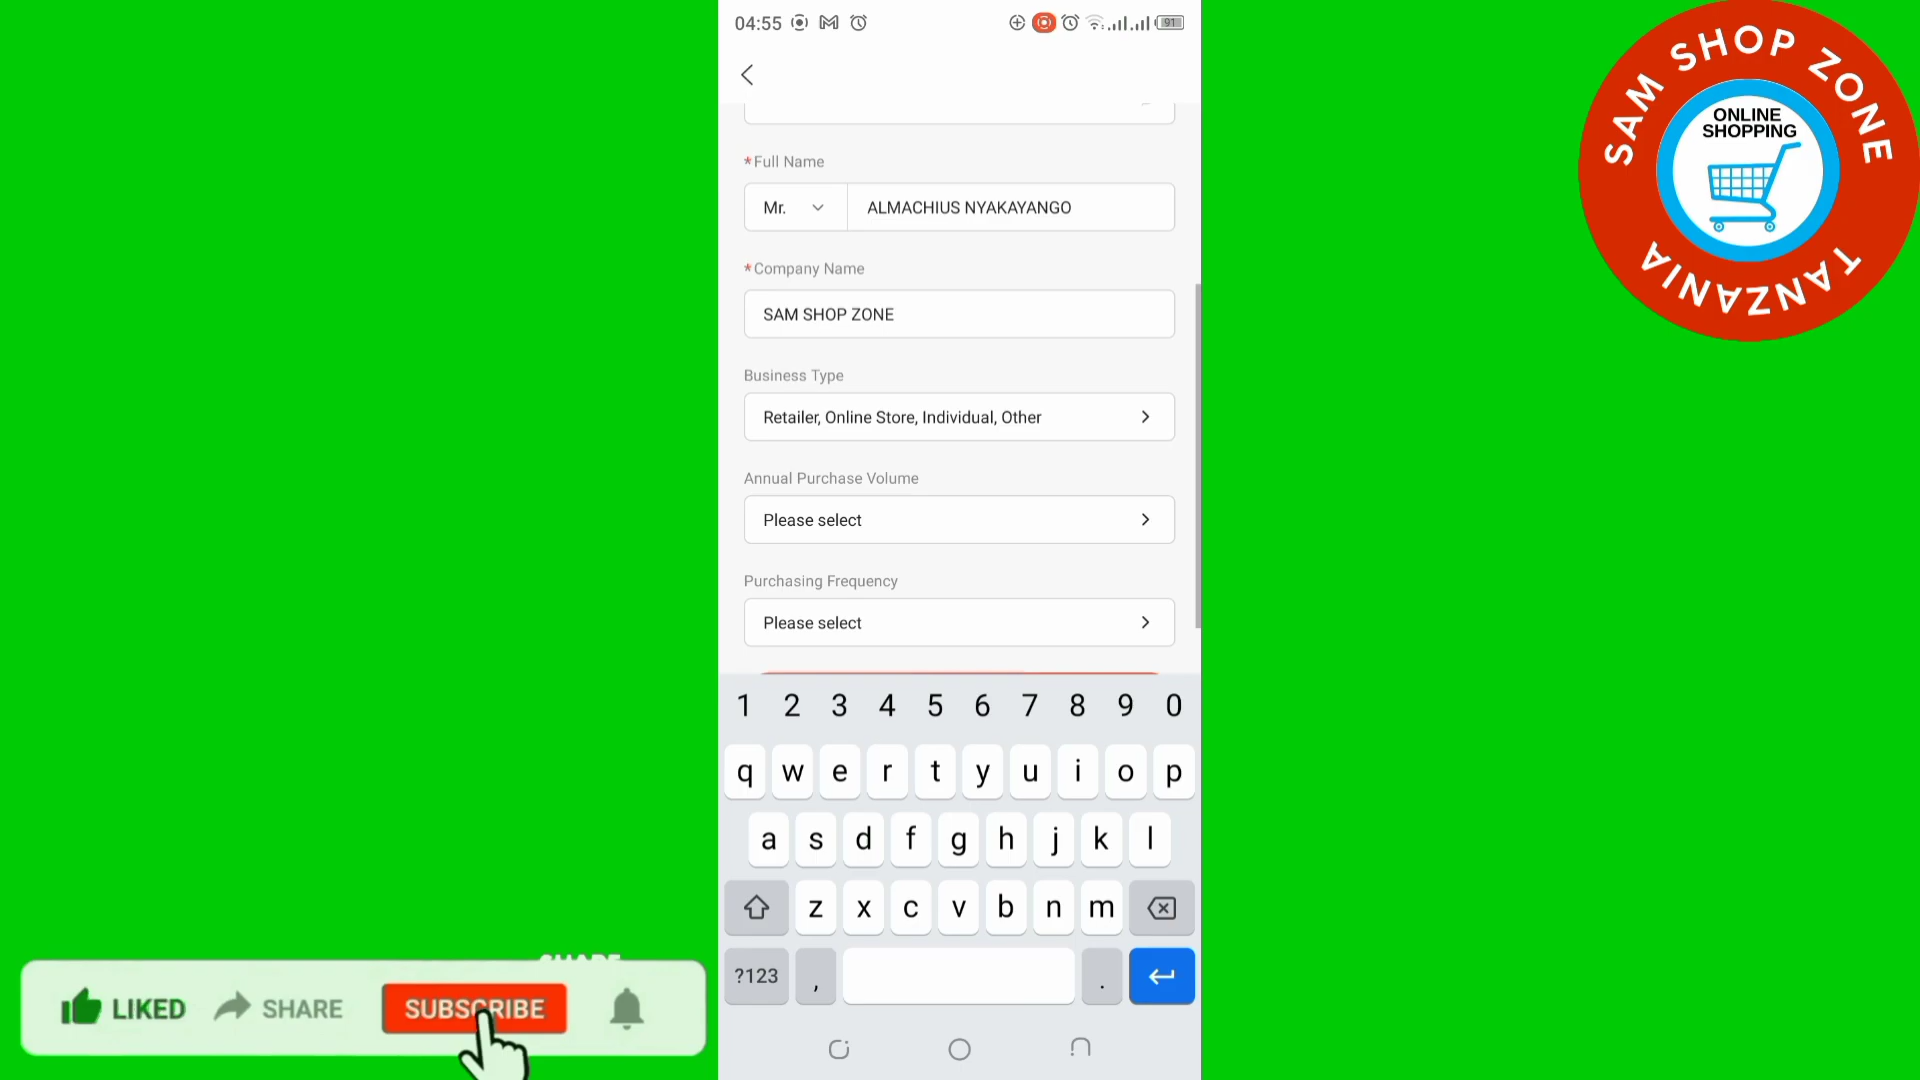 04:55
91
*Full Name
Mr.
ALMACHIUS NYAKAYANGO
*Company Name
SAM SHOP ZONE
Business Type
Retailer, Online Store, Individual, Other
Annual Purchase Volume
Please select
Purchasing Frequency
Please select
1 2 3 4 5 6 7 8 9 0
q w e r t y u i o p
a s d f g h j k l
z x c v b n m
?123 , .
SAM SHOP ZONE
ONLINE
SHOPPING
TANZANIA
SHARE
LIKED SHARE SUBSCRIBE